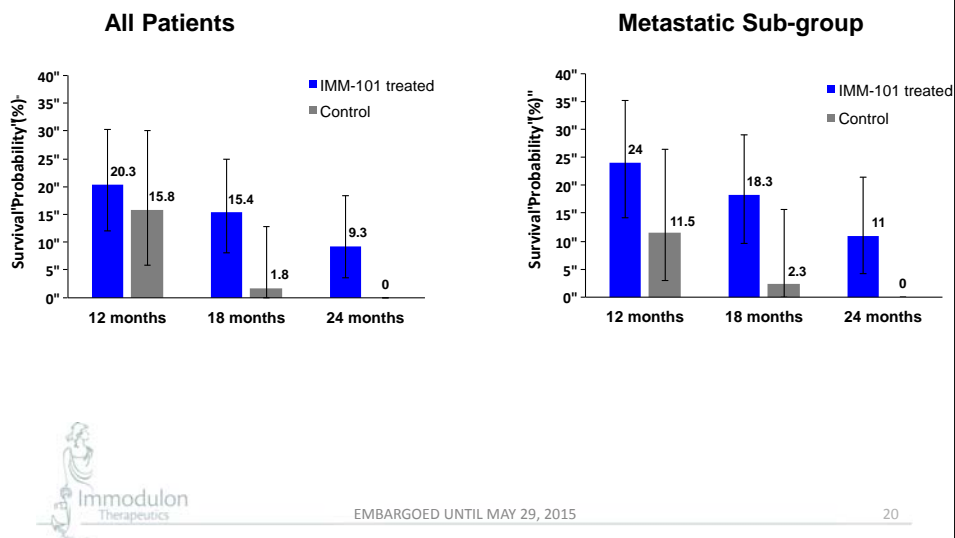 All Patients
Metastatic Sub-group
40"
35"
30"
25"
20"
15"
10"
5"
0"
Survival"Probability"(%)"
IMM-101 treated
Control
20.3
15.8
15.4
1.8
9.3
0
12 months
18 months
24 months
40"
35"
30"
25"
20"
15"
10"
5"
0"
Survival"Probability"(%)"
IMM-101 treated
Control
24
11.5
18.3
2.3
11
0
12 months
18 months
24 months
Immodulon
Therapeutics
EMBARGOED UNTIL MAY 29, 2015
20